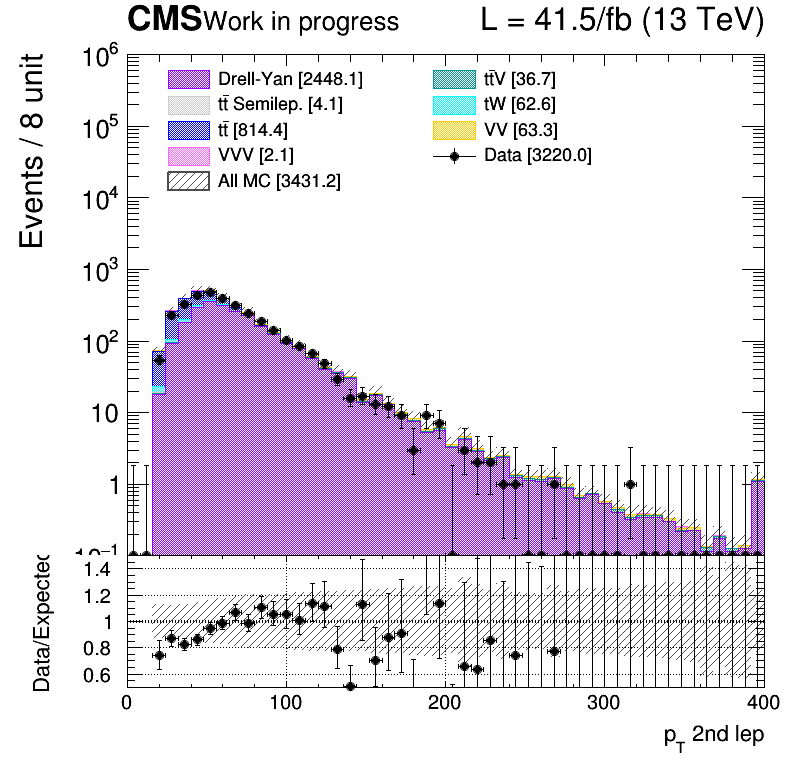 CMS Work in progress L = 41.5/fb (13 TeV)
Events / 8 unit
10^6
10^5
10^4
10^3
10^2
10
1
10^−1
Drell-Yan [2448.1]
tt̄ Semilep. [4.1]
tt̄ [814.4]
VVV [2.1]
All MC [3431.2]
tt̄V [36.7]
tW [62.6]
VV [63.3]
Data [3220.0]
Data/Expected
1.4
1.2
1
0.8
0.6
0 100 200 300 400
p_T 2nd lep